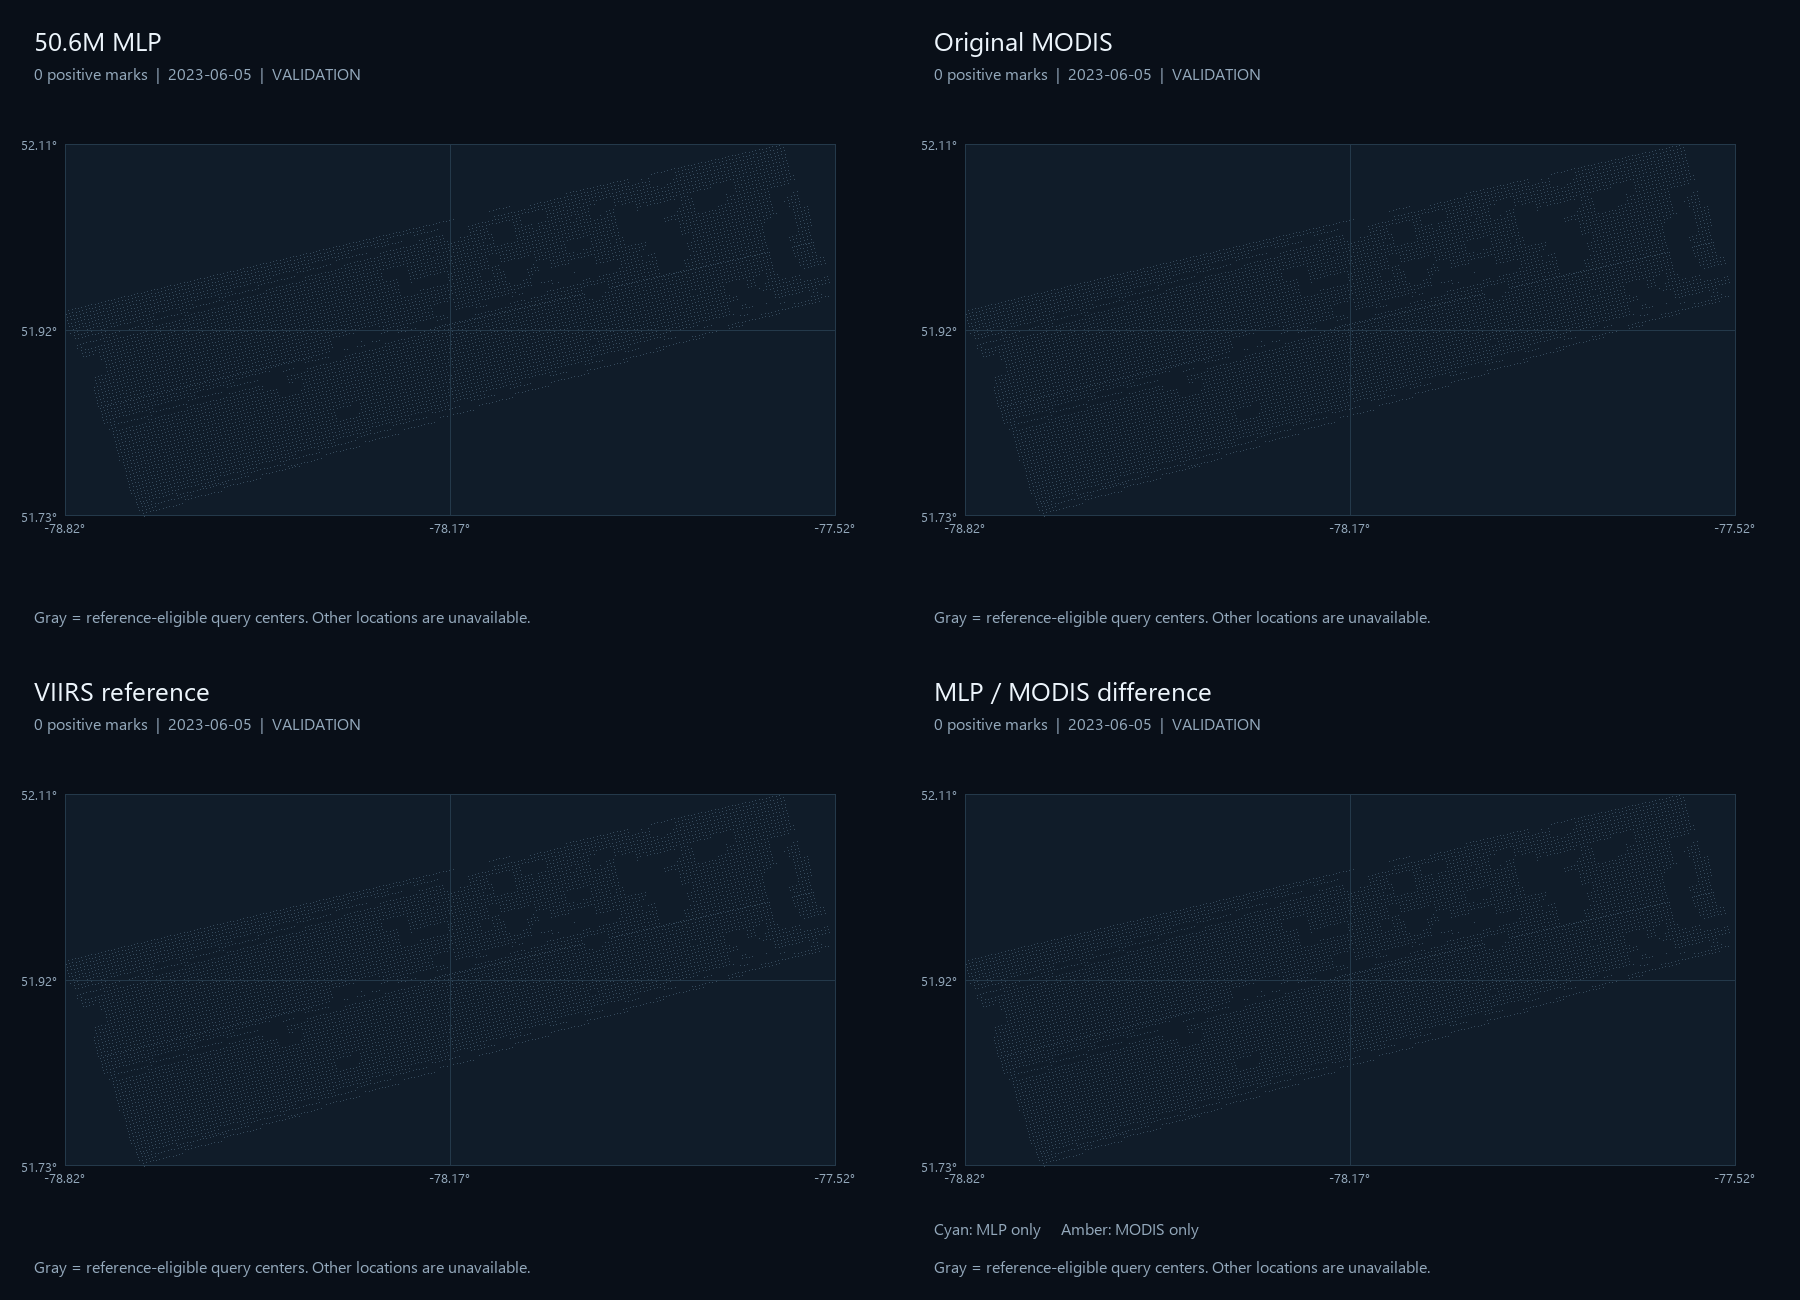 50.6M MLP
0 positive marks | 2023-06-05 | VALIDATION
52.11°
51.92°
51.73°
-78.82°
-78.17°
-77.52°
Gray = reference-eligible query centers. Other locations are unavailable.
Original MODIS
0 positive marks | 2023-06-05 | VALIDATION
52.11°
51.92°
51.73°
-78.82°
-78.17°
-77.52°
Gray = reference-eligible query centers. Other locations are unavailable.
VIIRS reference
0 positive marks | 2023-06-05 | VALIDATION
52.11°
51.92°
51.73°
-78.82°
-78.17°
-77.52°
Gray = reference-eligible query centers. Other locations are unavailable.
MLP / MODIS difference
0 positive marks | 2023-06-05 | VALIDATION
52.11°
51.92°
51.73°
-78.82°
-78.17°
-77.52°
Cyan: MLP only Amber: MODIS only
Gray = reference-eligible query centers. Other locations are unavailable.